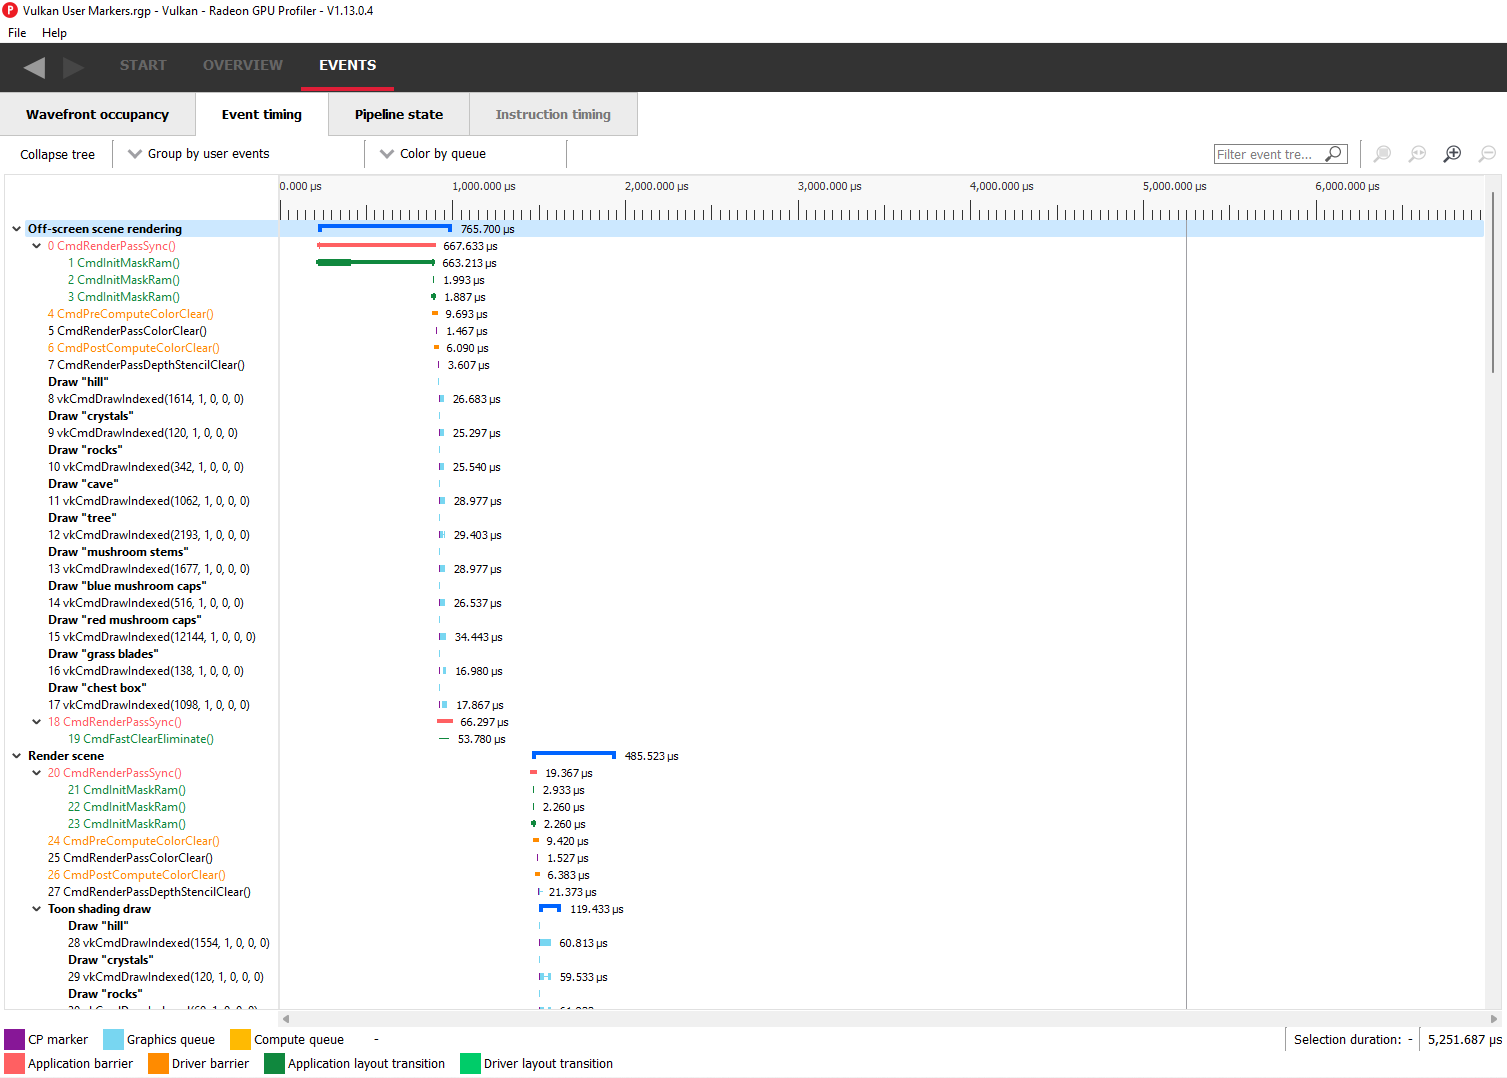 Vulkan User Markers.rgp - Vulkan - Radeon GPU Profiler - V1.13.0.4
File Help
START OVERVIEW EVENTS
Wavefront occupancy Event timing Pipeline state Instruction timing
Collapse tree Group by user events Color by queue Filter event tre...
0.000 µs 1,000.000 µs 2,000.000 µs 3,000.000 µs 4,000.000 µs 5,000.000 µs 6,000.000 µs
Off-screen scene rendering 765.700 µs
0 CmdRenderPassSync() 667.633 µs
1 CmdInitMaskRam() 663.213 µs
2 CmdInitMaskRam() 1.993 µs
3 CmdInitMaskRam() 1.887 µs
4 CmdPreComputeColorClear() 9.693 µs
5 CmdRenderPassColorClear() 1.467 µs
6 CmdPostComputeColorClear() 6.090 µs
7 CmdRenderPassDepthStencilClear() 3.607 µs
Draw "hill"
8 vkCmdDrawIndexed(1614, 1, 0, 0, 0) 26.683 µs
Draw "crystals"
9 vkCmdDrawIndexed(120, 1, 0, 0, 0) 25.297 µs
Draw "rocks"
10 vkCmdDrawIndexed(342, 1, 0, 0, 0) 25.540 µs
Draw "cave"
11 vkCmdDrawIndexed(1062, 1, 0, 0, 0) 28.977 µs
Draw "tree"
12 vkCmdDrawIndexed(2193, 1, 0, 0, 0) 29.403 µs
Draw "mushroom stems"
13 vkCmdDrawIndexed(1677, 1, 0, 0, 0) 28.977 µs
Draw "blue mushroom caps"
14 vkCmdDrawIndexed(516, 1, 0, 0, 0) 26.537 µs
Draw "red mushroom caps"
15 vkCmdDrawIndexed(12144, 1, 0, 0, 0) 34.443 µs
Draw "grass blades"
16 vkCmdDrawIndexed(138, 1, 0, 0, 0) 16.980 µs
Draw "chest box"
17 vkCmdDrawIndexed(1098, 1, 0, 0, 0) 17.867 µs
18 CmdRenderPassSync() 66.297 µs
19 CmdFastClearEliminate() 53.780 µs
Render scene 485.523 µs
20 CmdRenderPassSync() 19.367 µs
21 CmdInitMaskRam() 2.933 µs
22 CmdInitMaskRam() 2.260 µs
23 CmdInitMaskRam() 2.260 µs
24 CmdPreComputeColorClear() 9.420 µs
25 CmdRenderPassColorClear() 1.527 µs
26 CmdPostComputeColorClear() 6.383 µs
27 CmdRenderPassDepthStencilClear() 21.373 µs
Toon shading draw 119.433 µs
Draw "hill"
28 vkCmdDrawIndexed(1554, 1, 0, 0, 0) 60.813 µs
Draw "crystals"
29 vkCmdDrawIndexed(120, 1, 0, 0, 0) 59.533 µs
Draw "rocks"
CP marker Graphics queue Compute queue - Selection duration: - 5,251.687 µs
Application barrier Driver barrier Application layout transition Driver layout transition